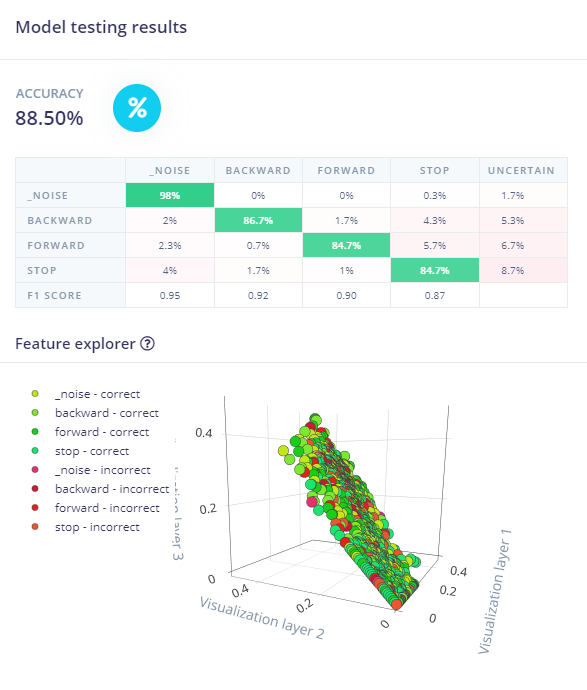 Model testing results
ACCURACY
88.50%
%
_NOISE BACKWARD FORWARD STOP UNCERTAIN
_NOISE 98% 0% 0% 0.3% 1.7%
BACKWARD 2% 86.7% 1.7% 4.3% 5.3%
FORWARD 2.3% 0.7% 84.7% 5.7% 6.7%
STOP 4% 1.7% 1% 84.7% 8.7%
F1 SCORE 0.95 0.92 0.90 0.87
Feature explorer ?
_noise - correct
backward - correct
forward - correct
stop - correct
_noise - incorrect
backward - incorrect
forward - incorrect
stop - incorrect
0.4
0.2
0
layer 3
0.4
0.2
0
Visualization layer 2
0.4
0.2
0
Visualization layer 1